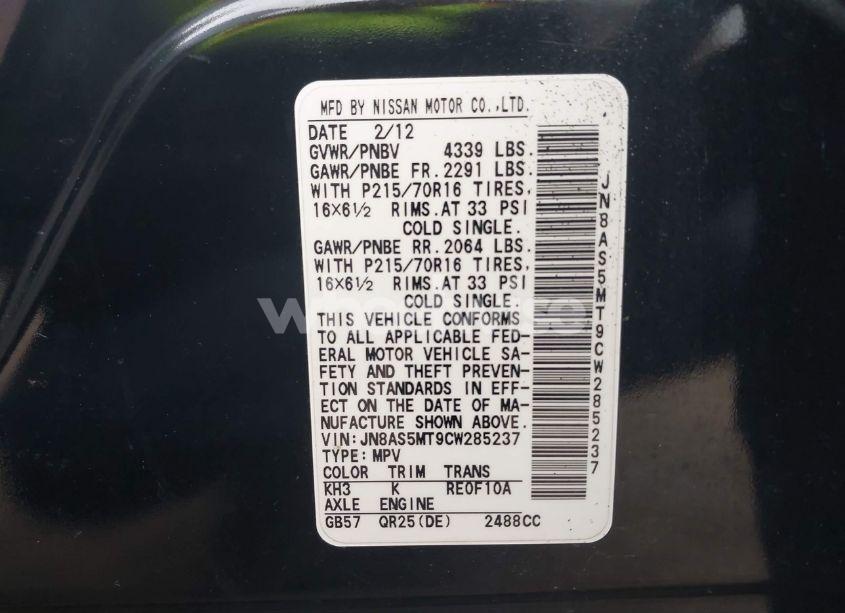 MFD BY NISSAN MOTOR CO.,LTD.
DATE 2/12
GVWR/PNBV 4339 LBS.
GAWR/PNBE FR. 2291 LBS.
WITH P215/70R16 TIRES,
16×6½ RIMS. AT 33 PSI
COLD SINGLE.
GAWR/PNBE RR. 2064 LBS.
WITH P215/70R16 TIRES,
16×6½ RIMS. AT 33 PSI
COLD SINGLE.
THIS VEHICLE CONFORMS
TO ALL APPLICABLE FED-
ERAL MOTOR VEHICLE SA-
FETY AND THEFT PREVEN-
TION STANDARDS IN EFF-
ECT ON THE DATE OF MA-
NUFACTURE SHOWN ABOVE.
VIN:JN8AS5MT9CW285237
TYPE:MPV
COLOR TRIM TRANS
KH3 K RE0F10A
AXLE ENGINE
GB57 QR25(DE) 2488CC
JN8AS5MT9CW285237